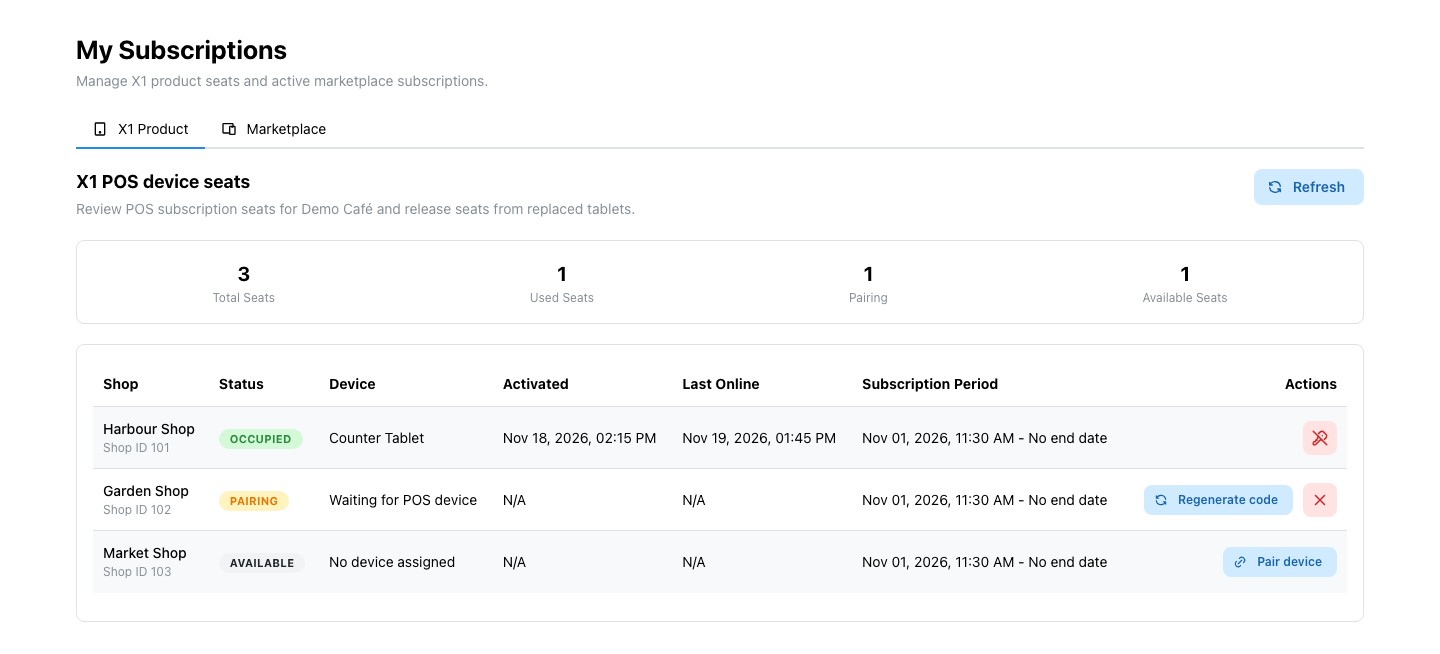 My Subscriptions
Manage X1 product seats and active marketplace subscriptions.
X1 Product Marketplace
X1 POS device seats
Refresh
Review POS subscription seats for Demo Café and release seats from replaced tablets.
3 1 1 1
Total Seats Used Seats Pairing Available Seats
Shop Status Device Activated Last Online Subscription Period Actions
Harbour Shop
Shop ID 101
OCCUPIED Counter Tablet Nov 18, 2026, 02:15 PM Nov 19, 2026, 01:45 PM Nov 01, 2026, 11:30 AM - No end date
Garden Shop
Shop ID 102
PAIRING Waiting for POS device N/A N/A Nov 01, 2026, 11:30 AM - No end date Regenerate code
Market Shop
Shop ID 103
AVAILABLE No device assigned N/A N/A Nov 01, 2026, 11:30 AM - No end date Pair device